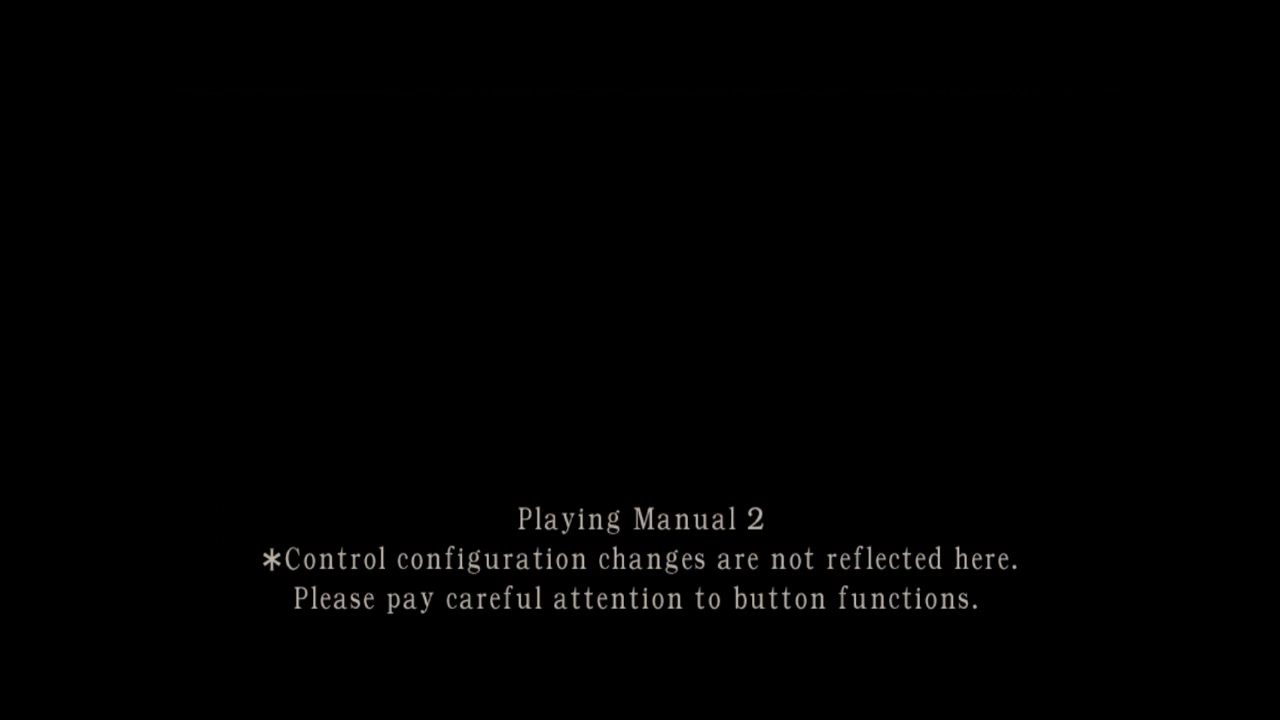 Playing Manual 2
*Control configuration changes are not reflected here.
Please pay careful attention to button functions.